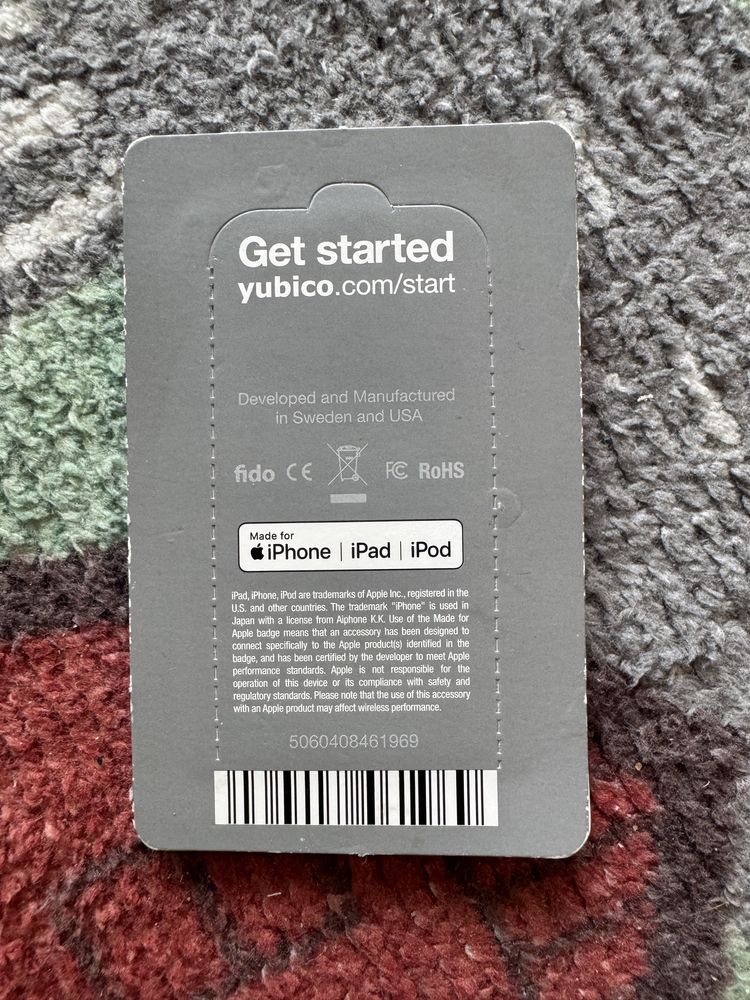 Get started
yubico.com/start
Developed and Manufactured
in Sweden and USA
fido CE FC RoHS
Made for
iPhone | iPad | iPod
iPad, iPhone, iPod are trademarks of Apple Inc., registered in the
U.S. and other countries. The trademark "iPhone" is used in
Japan with a license from Aiphone K.K. Use of the Made for
Apple badge means that an accessory has been designed to
connect specifically to the Apple product(s) identified in the
badge, and has been certified by the developer to meet Apple
performance standards. Apple is not responsible for the
operation of this device or its compliance with safety and
regulatory standards. Please note that the use of this accessory
with an Apple product may affect wireless performance.
5060408461969